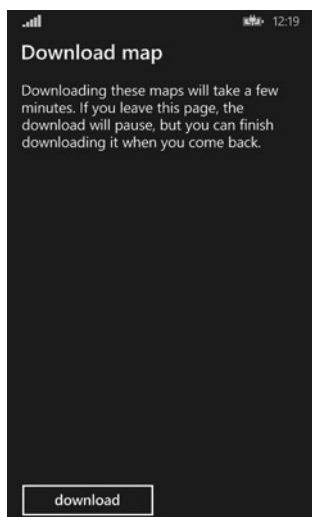 12:19
Download map
Downloading these maps will take a few
minutes. If you leave this page, the
download will pause, but you can finish
downloading it when you come back.
download